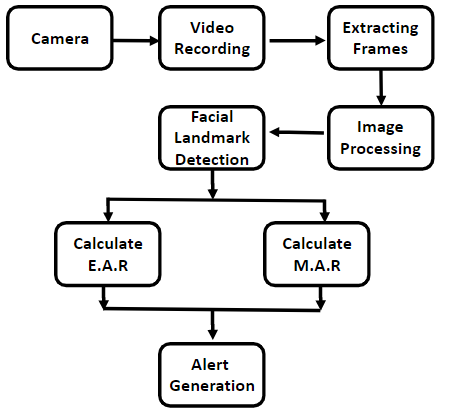 Camera
Video
Recording
Extracting
Frames
Facial
Landmark
Detection
Image
Processing
Calculate
E.A.R
Calculate
M.A.R
Alert
Generation